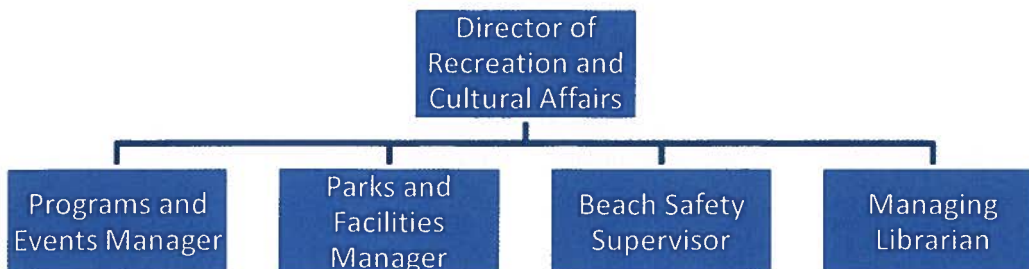 Director of
Recreation and
Cultural Affairs
Programs and
Events Manager
Parks and
Facilities
Manager
Beach Safety
Supervisor
Managing
Librarian